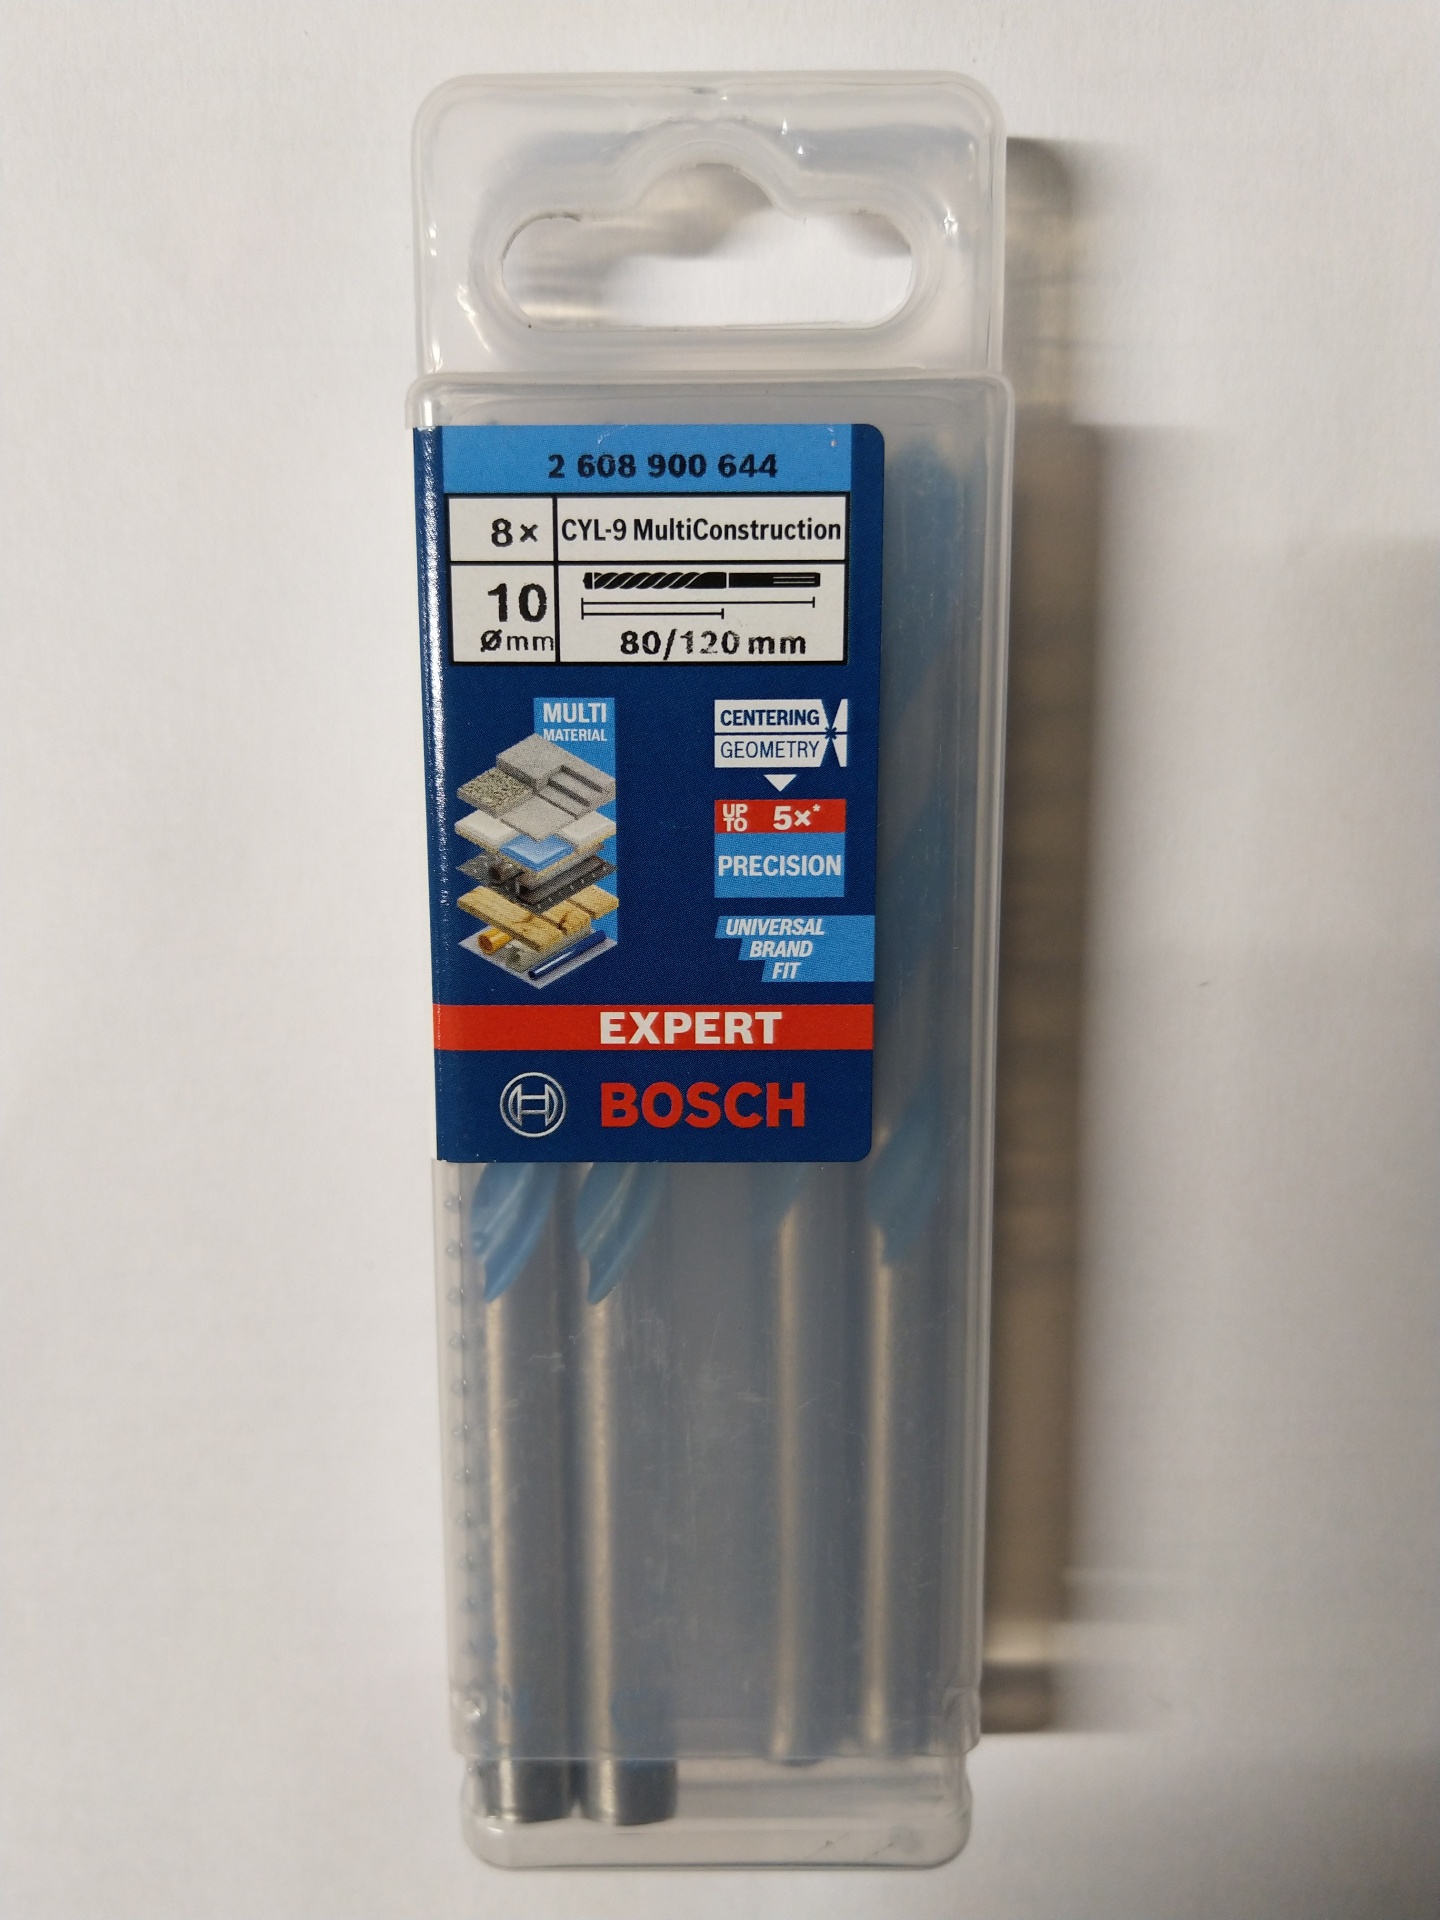 2 608 900 644
8× CYL-9 MultiConstruction
10
Ømm 80/120 mm
MULTI
MATERIAL
CENTERING
GEOMETRY
UP TO 5×*
PRECISION
UNIVERSAL
BRAND
FIT
EXPERT
BOSCH